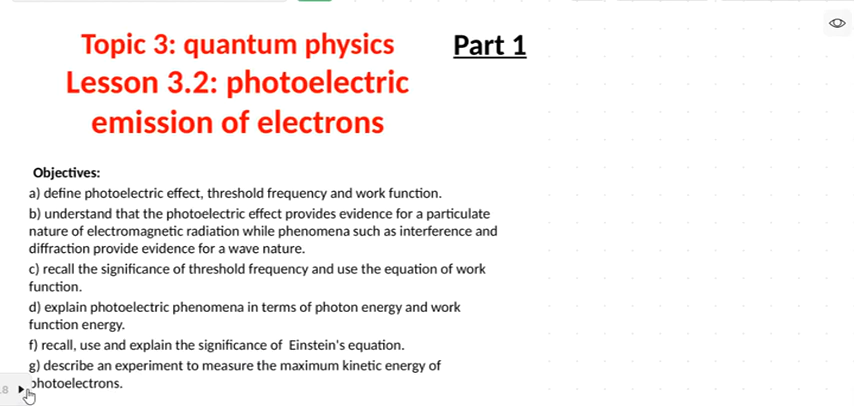 Topic 3: quantum physics Part 1
Lesson 3.2: photoelectric
emission of electrons
Objectives:
a) define photoelectric effect, threshold frequency and work function.
b) understand that the photoelectric effect provides evidence for a particulate
nature of electromagnetic radiation while phenomena such as interference and
diffraction provide evidence for a wave nature.
c) recall the significance of threshold frequency and use the equation of work
function.
d) explain photoelectric phenomena in terms of photon energy and work
function energy.
f) recall, use and explain the significance of Einstein's equation.
g) describe an experiment to measure the maximum kinetic energy of
photoelectrons.